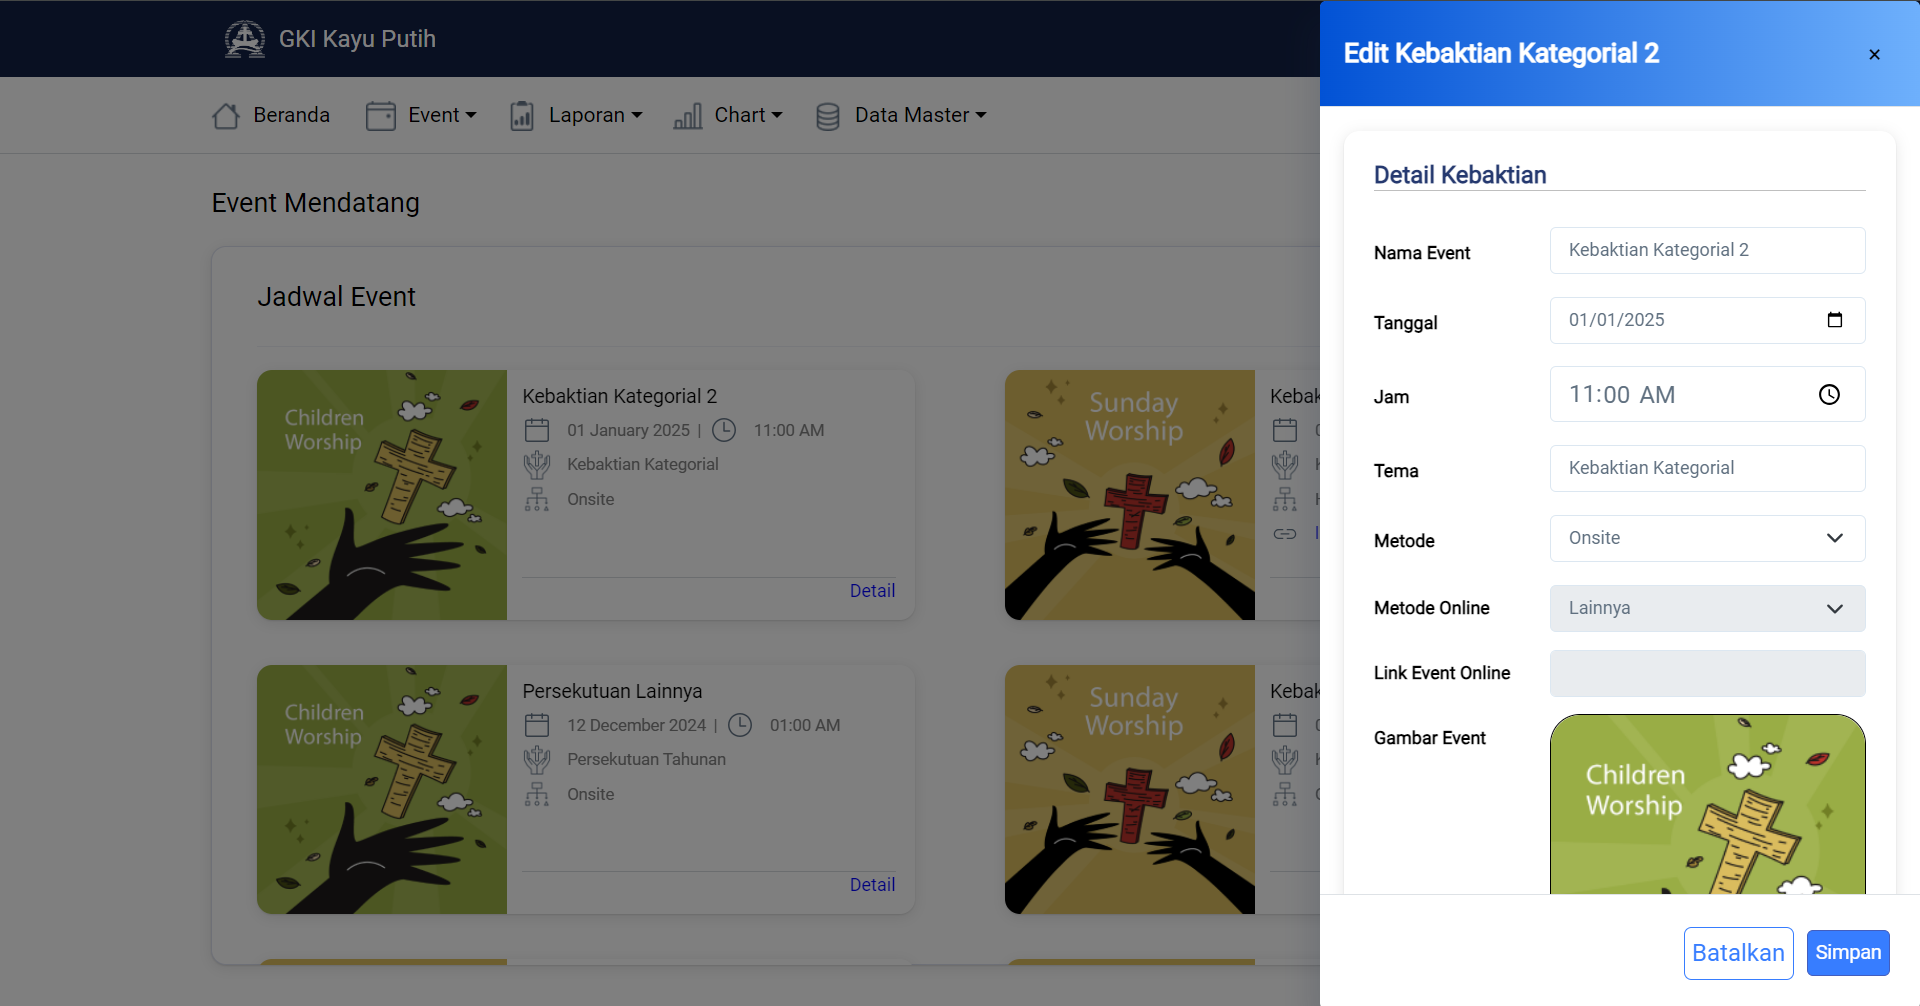 GKI Kayu Putih
Beranda
Event
Laporan
Chart
Data Master
Event Mendatang
Jadwal Event
Children
Worship
Kebaktian Kategorial 2
01 January 2025 | 11:00 AM
Kebaktian Kategorial
Onsite
Detail
Sunday
Worship
Children
Worship
Persekutuan Lainnya
12 December 2024 | 01:00 AM
Persekutuan Tahunan
Onsite
Detail
Sunday
Worship
Edit Kebaktian Kategorial 2
×
Detail Kebaktian
Nama Event
Kebaktian Kategorial 2
Tanggal
01/01/2025
Jam
11:00 AM
Tema
Kebaktian Kategorial
Metode
Onsite
Metode Online
Lainnya
Link Event Online
Gambar Event
Children
Worship
Batalkan
Simpan